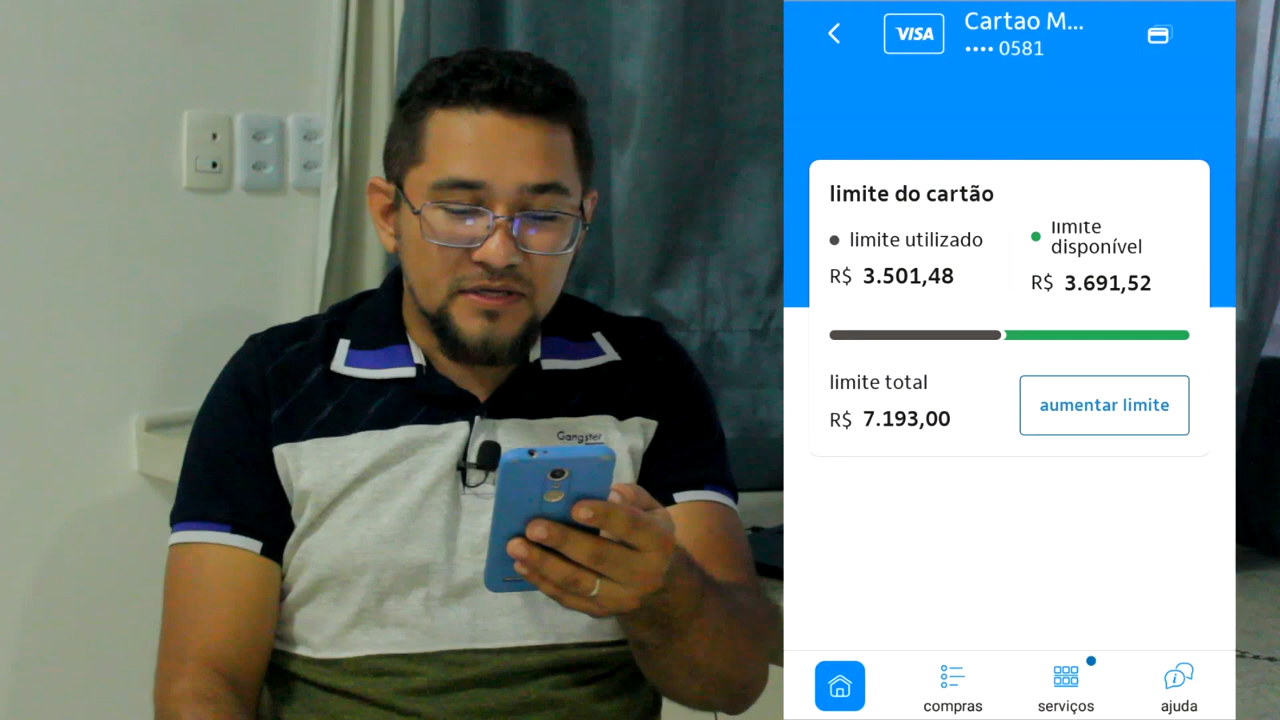 VISA
Cartao M...
•••• 0581
limite do cartão
limite utilizado
R$ 3.501,48
limite
disponível
R$ 3.691,52
limite total
R$ 7.193,00
aumentar limite
compras
serviços
ajuda
Gangster